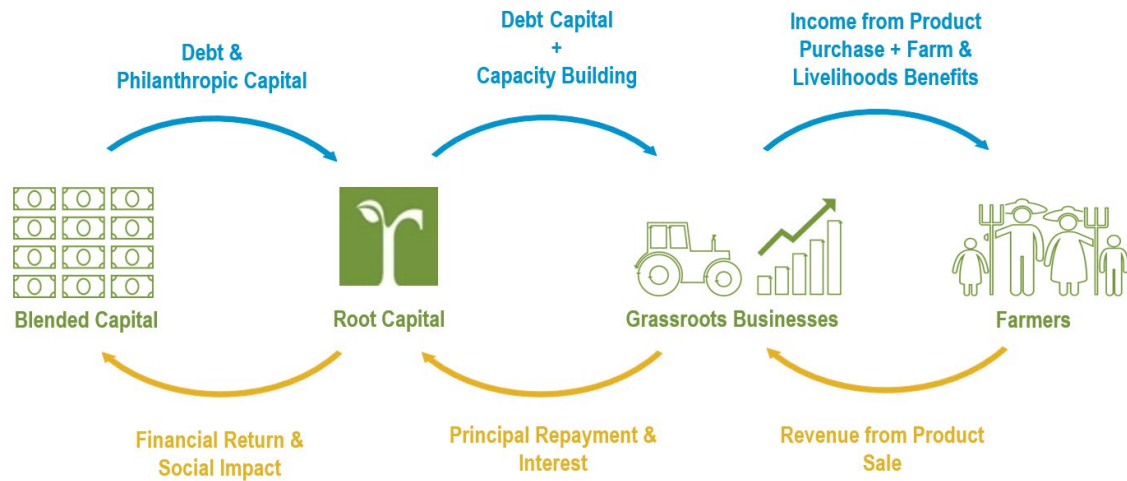 Debt &
Philanthropic Capital
Debt Capital
+
Capacity Building
Income from Product
Purchase + Farm &
Livelihoods Benefits
r
Blended Capital
Root Capital
Grassroots Businesses
Farmers
Financial Return &
Social Impact
Principal Repayment &
Interest
Revenue from Product
Sale